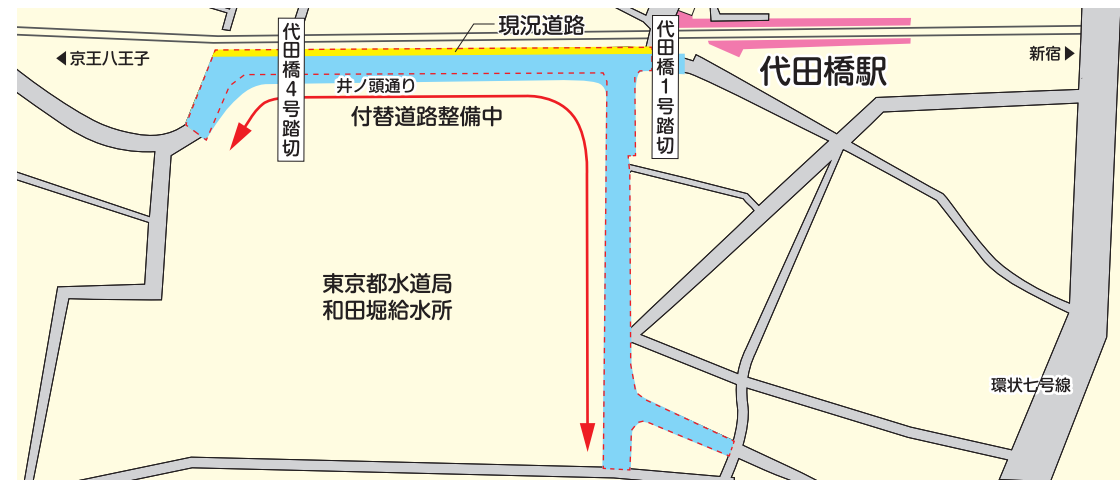 現況道路
代田橋4号踏切
代田橋1号踏切
京王八王子
新宿
代田橋駅
井ノ頭通り
付替道路整備中
東京都水道局
和田堀給水所
環状七号線